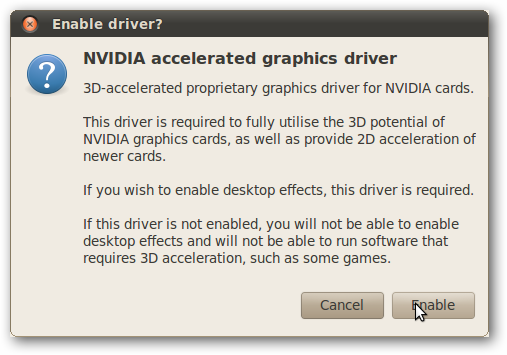 Enable driver?
NVIDIA accelerated graphics driver
3D-accelerated proprietary graphics driver for NVIDIA cards.
This driver is required to fully utilise the 3D potential of
NVIDIA graphics cards, as well as provide 2D acceleration of
newer cards.
If you wish to enable desktop effects, this driver is required.
If this driver is not enabled, you will not be able to enable
desktop effects and will not be able to run software that
requires 3D acceleration, such as some games.
Cancel
Enable